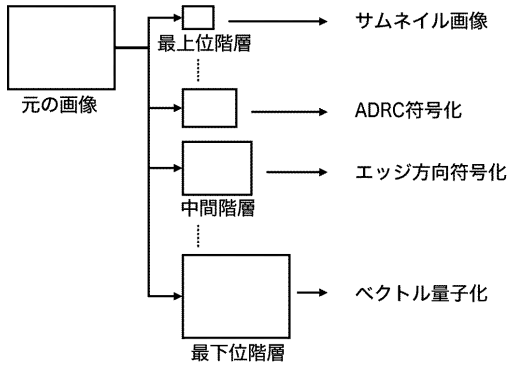 サムネイル画像
最上位階層
元の画像
ADRC符号化
エッジ方向符号化
中間階層
ベクトル量子化
最下位階層